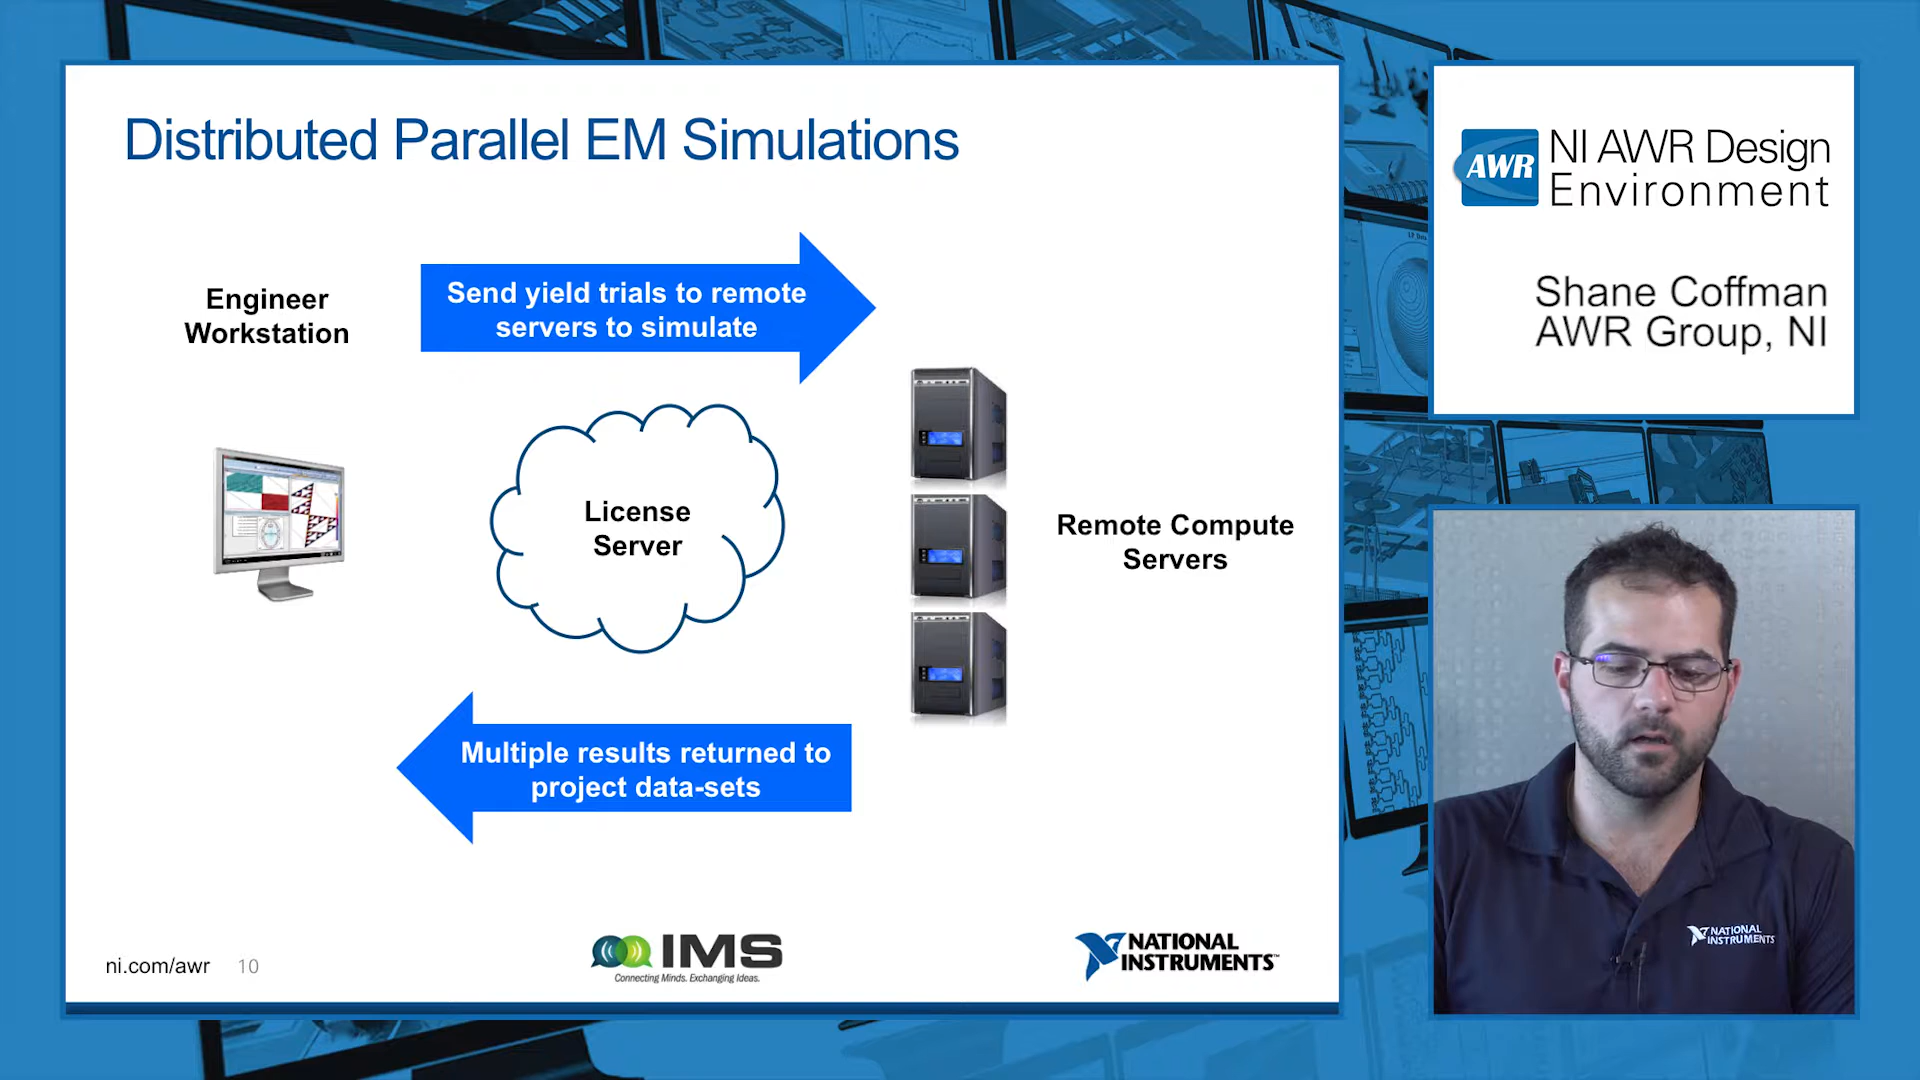 Distributed Parallel EM Simulations
Engineer
Workstation
Send yield trials to remote
servers to simulate
License
Server
Remote Compute
Servers
Multiple results returned to
project data-sets
ni.com/awr 10
IMS
Connecting Minds. Exchanging Ideas.
NATIONAL
INSTRUMENTS™
AWR
NI AWR Design
Environment
Shane Coffman
AWR Group, NI
NATIONAL
INSTRUMENTS